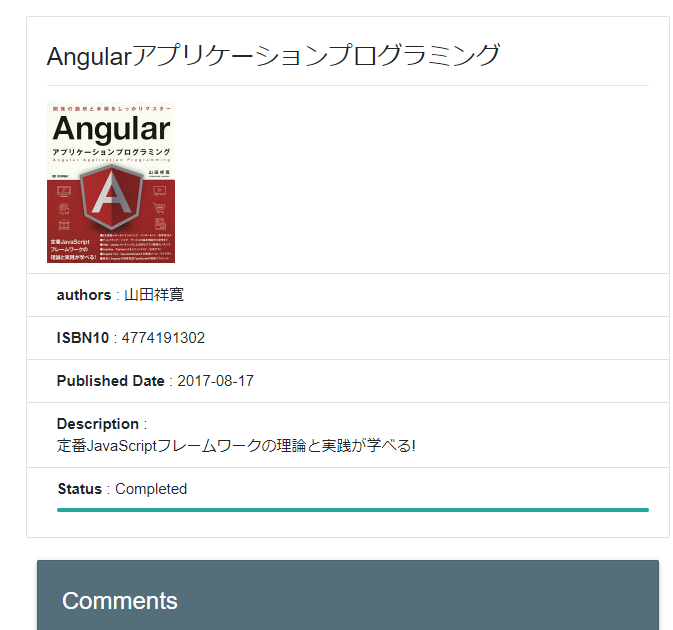 Angularアプリケーションプログラミング
開発の勘所と手順をしっかりマスター
Angular
アプリケーションプログラミング
Angular Application Programming
山田祥寛
定番JavaScript
フレームワークの
理論と実践が学べる!
authors : 山田祥寛
ISBN10 : 4774191302
Published Date : 2017-08-17
Description :
定番JavaScriptフレームワークの理論と実践が学べる!
Status : Completed
Comments